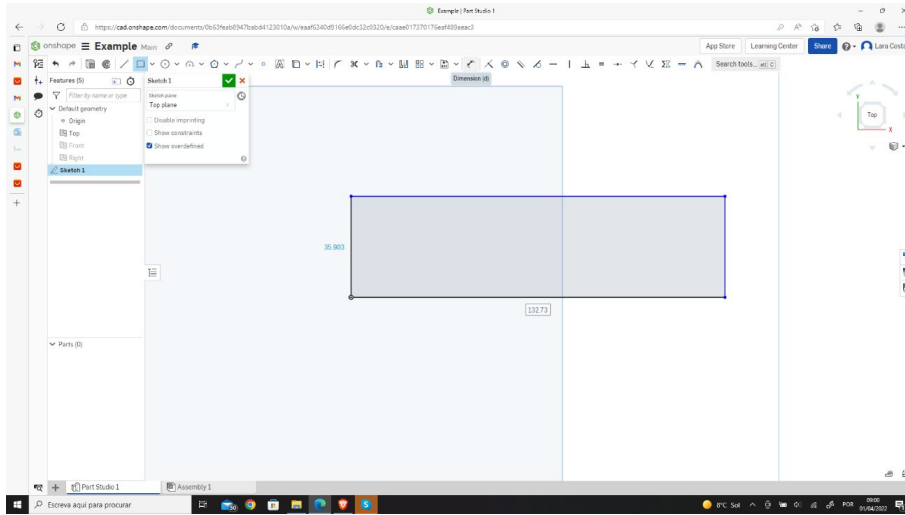 Example | Part Studio 1
https://cad.onshape.com/documents/
onshape Example Main
App Store Learning Center Share Lara Costa
Search tools...
Dimension (d)
Features (5)
Filter by name or type
Default geometry
Origin
Top
Front
Right
Sketch 1
Sketch 1
Sketch plane
Top plane
Disable imprinting
Show constraints
Show overdefined
Top
Y
X
35.903
132.73
Parts (0)
Part Studio 1 Assembly 1
Escreva aqui para procurar
8°C Sol
POR
09:00
01/04/2022